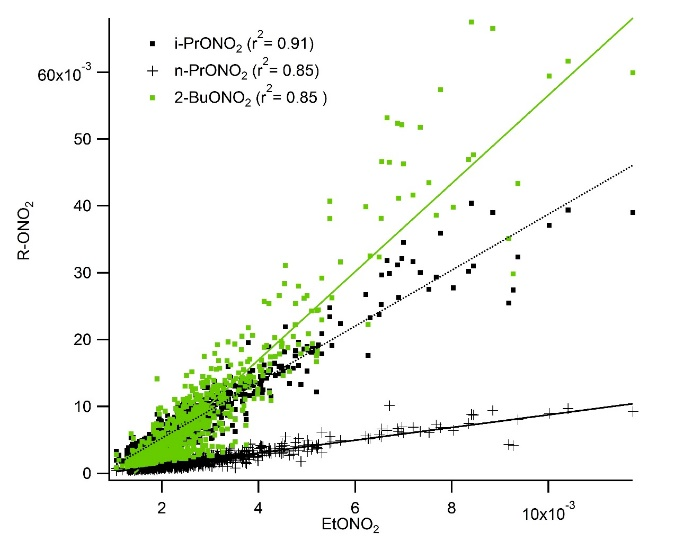 i-PrONO2 (r2= 0.91)
n-PrONO2 (r2= 0.85)
2-BuONO2 (r2= 0.85 )
60x10-3
50
40
30
20
10
0
R-ONO2
2
4
6
8
10x10-3
EtONO2